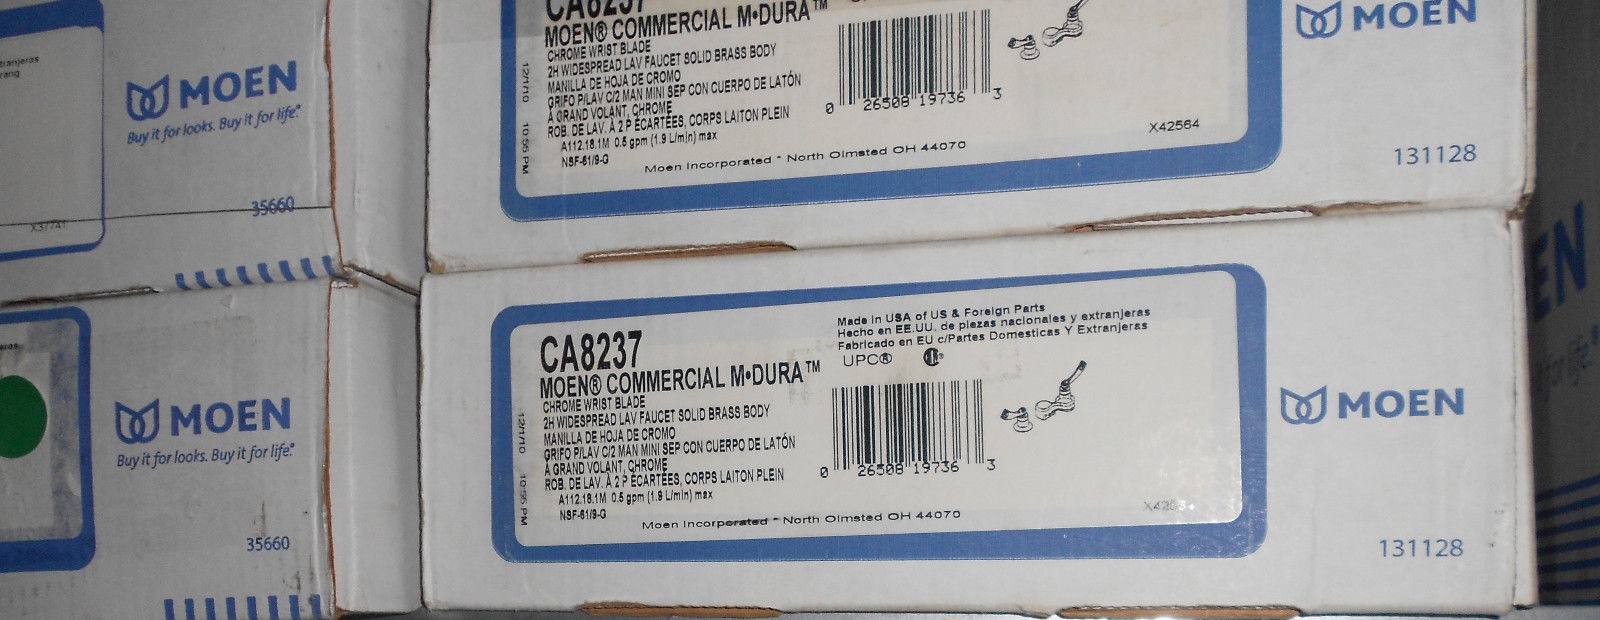 tranjeras
MOEN
Buy it for looks. Buy it for life.®
35660
X37741
CA8237
MOEN® COMMERCIAL M•DURA™
CHROME WRIST BLADE
2H WIDESPREAD LAV FAUCET SOLID BRASS BODY
MANILLA DE HOJA DE CROMO
GRIFO P/LAV C/2 MAN MINI SEP CON CUERPO DE LATÓN
À GRAND VOLANT, CHROME
ROB. DE LAV. À 2 P ÉCARTÉES, CORPS LAITON PLEIN
A112.18.1M 0.5 gpm (1.9 L/min) max
NSF-61/9-G
12/1/10 10:55 PM
0 26508 19736 3
Moen Incorporated * North Olmsted OH 44070
X42564
MOEN
131128
MOEN
Buy it for looks. Buy it for life.®
35660
CA8237
MOEN® COMMERCIAL M•DURA™
CHROME WRIST BLADE
2H WIDESPREAD LAV FAUCET SOLID BRASS BODY
MANILLA DE HOJA DE CROMO
GRIFO P/LAV C/2 MAN MINI SEP CON CUERPO DE LATÓN
À GRAND VOLANT, CHROME
ROB. DE LAV. À 2 P ÉCARTÉES, CORPS LAITON PLEIN
A112.18.1M 0.5 gpm (1.9 L/min) max
NSF-61/9-G
12/1/10 10:55 PM
Made in USA of US & Foreign Parts
Hecho en EE.UU. de piezas nacionales y extranjeras
Fabricado en EU c/Partes Domesticas Y Extranjeras
UPC®
0 26508 19736 3
Moen Incorporated * North Olmsted OH 44070
MOEN
131128
EN
for life.®